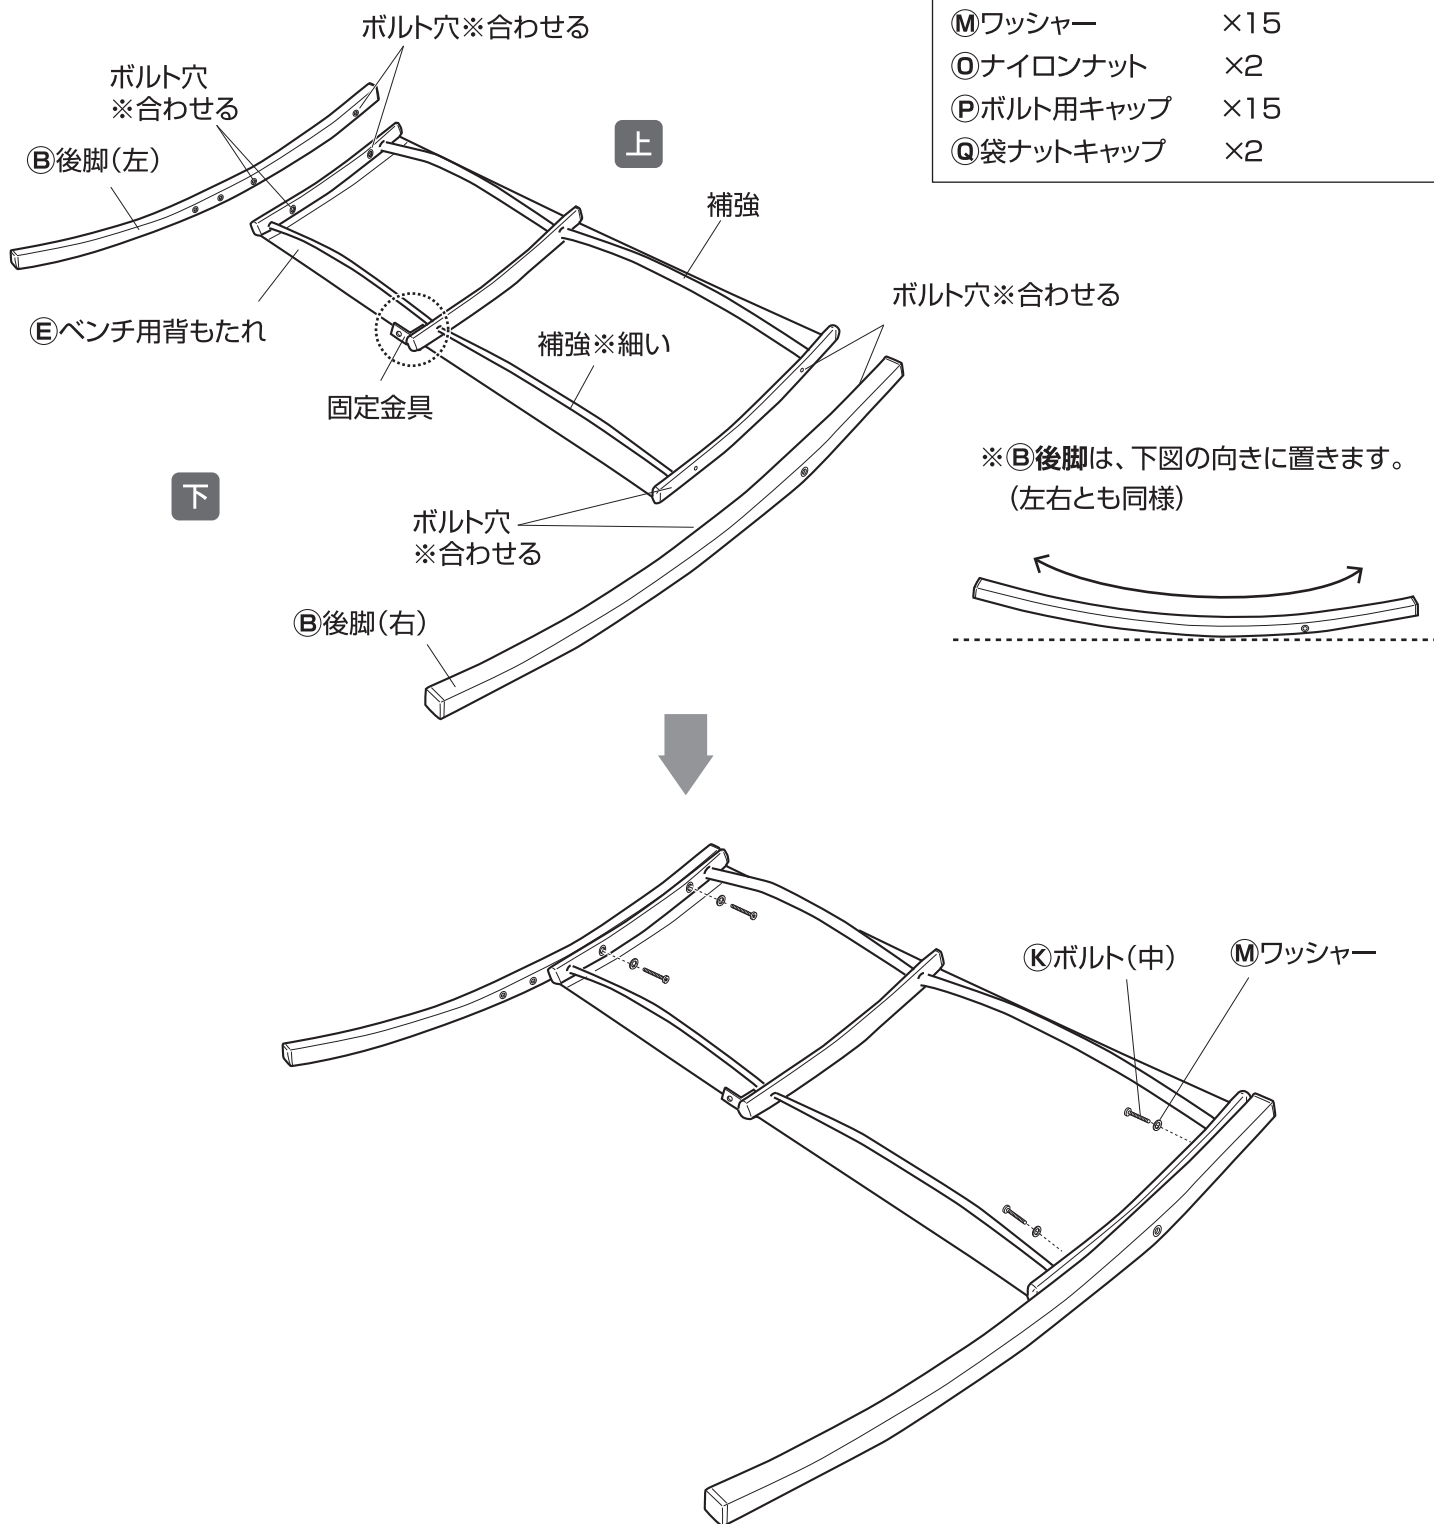 Ⓜワッシャー ×15
Ⓞナイロンナット ×2
Ⓟボルト用キャップ ×15
Ⓠ袋ナットキャップ ×2
ボルト穴※合わせる
ボルト穴
※合わせる
Ⓑ後脚(左)
上
補強
ボルト穴※合わせる
Ⓔベンチ用背もたれ
補強※細い
固定金具
※Ⓑ後脚は、下図の向きに置きます。
(左右とも同様)
下
ボルト穴
※合わせる
Ⓑ後脚(右)
Ⓚボルト(中)
Ⓜワッシャー